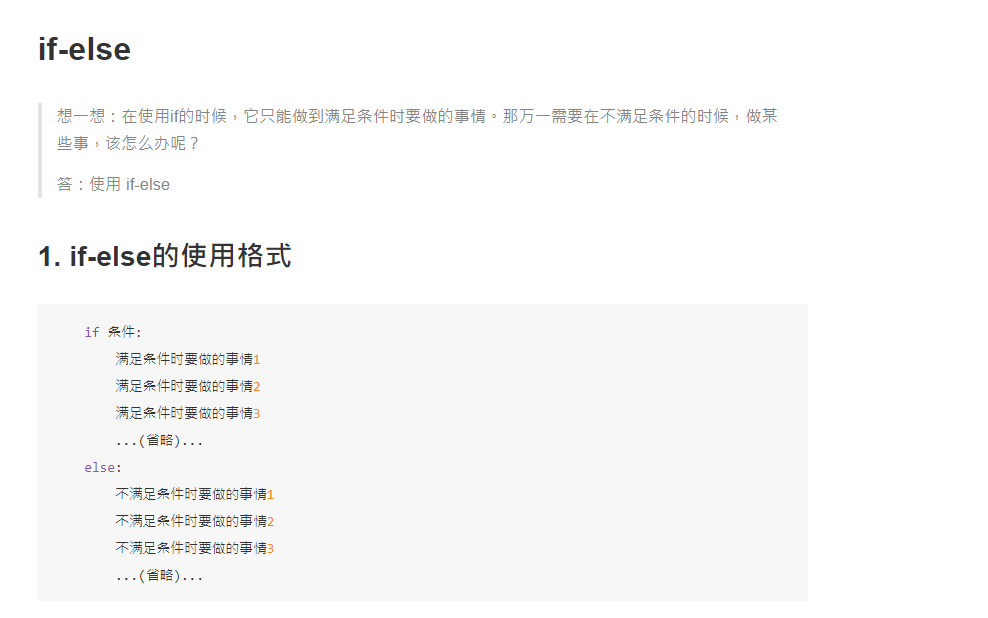 if-else
想一想：在使用if的时候，它只能做到满足条件时要做的事情。那万一需要在不满足条件的时候，做某
些事，该怎么办呢？
答：使用 if-else
1. if-else的使用格式
if 条件:
满足条件时要做的事情1
满足条件时要做的事情2
满足条件时要做的事情3
...(省略)...
else:
不满足条件时要做的事情1
不满足条件时要做的事情2
不满足条件时要做的事情3
...(省略)...